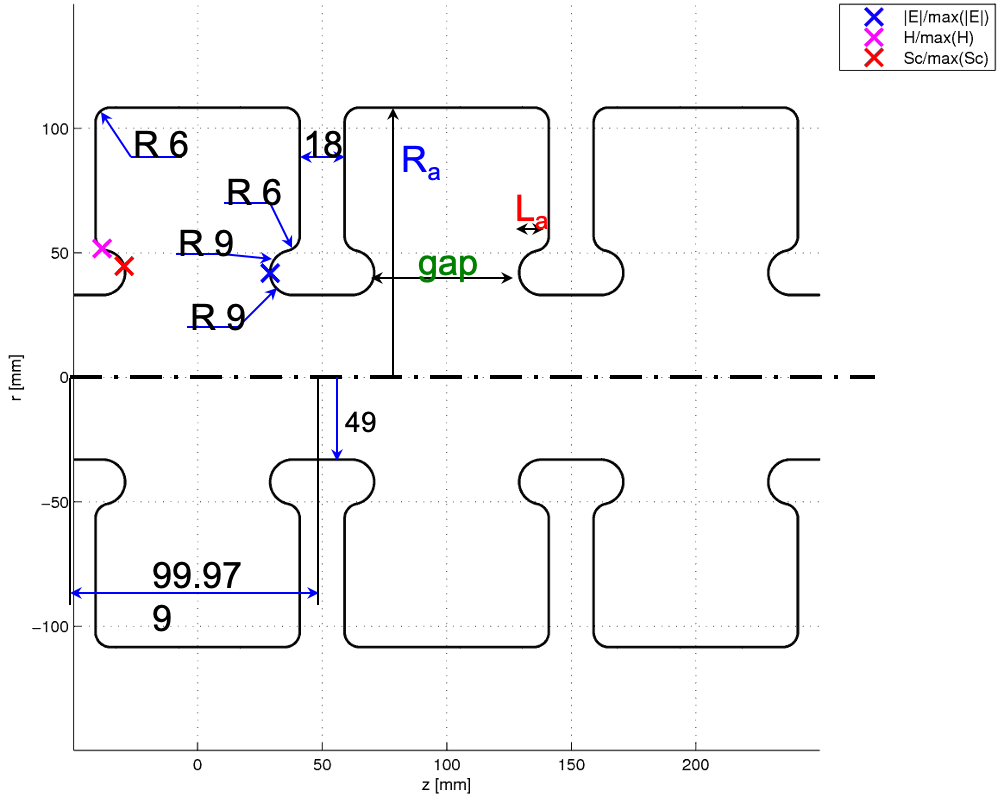 |E|/max(|E|)
H/max(H)
Sc/max(Sc)
100
50
0
−50
−100
r [mm]
R 6
18
Rₐ
R 6
Lₐ
R 9
gap
R 9
49
99.97
9
0
50
100
150
200
z [mm]